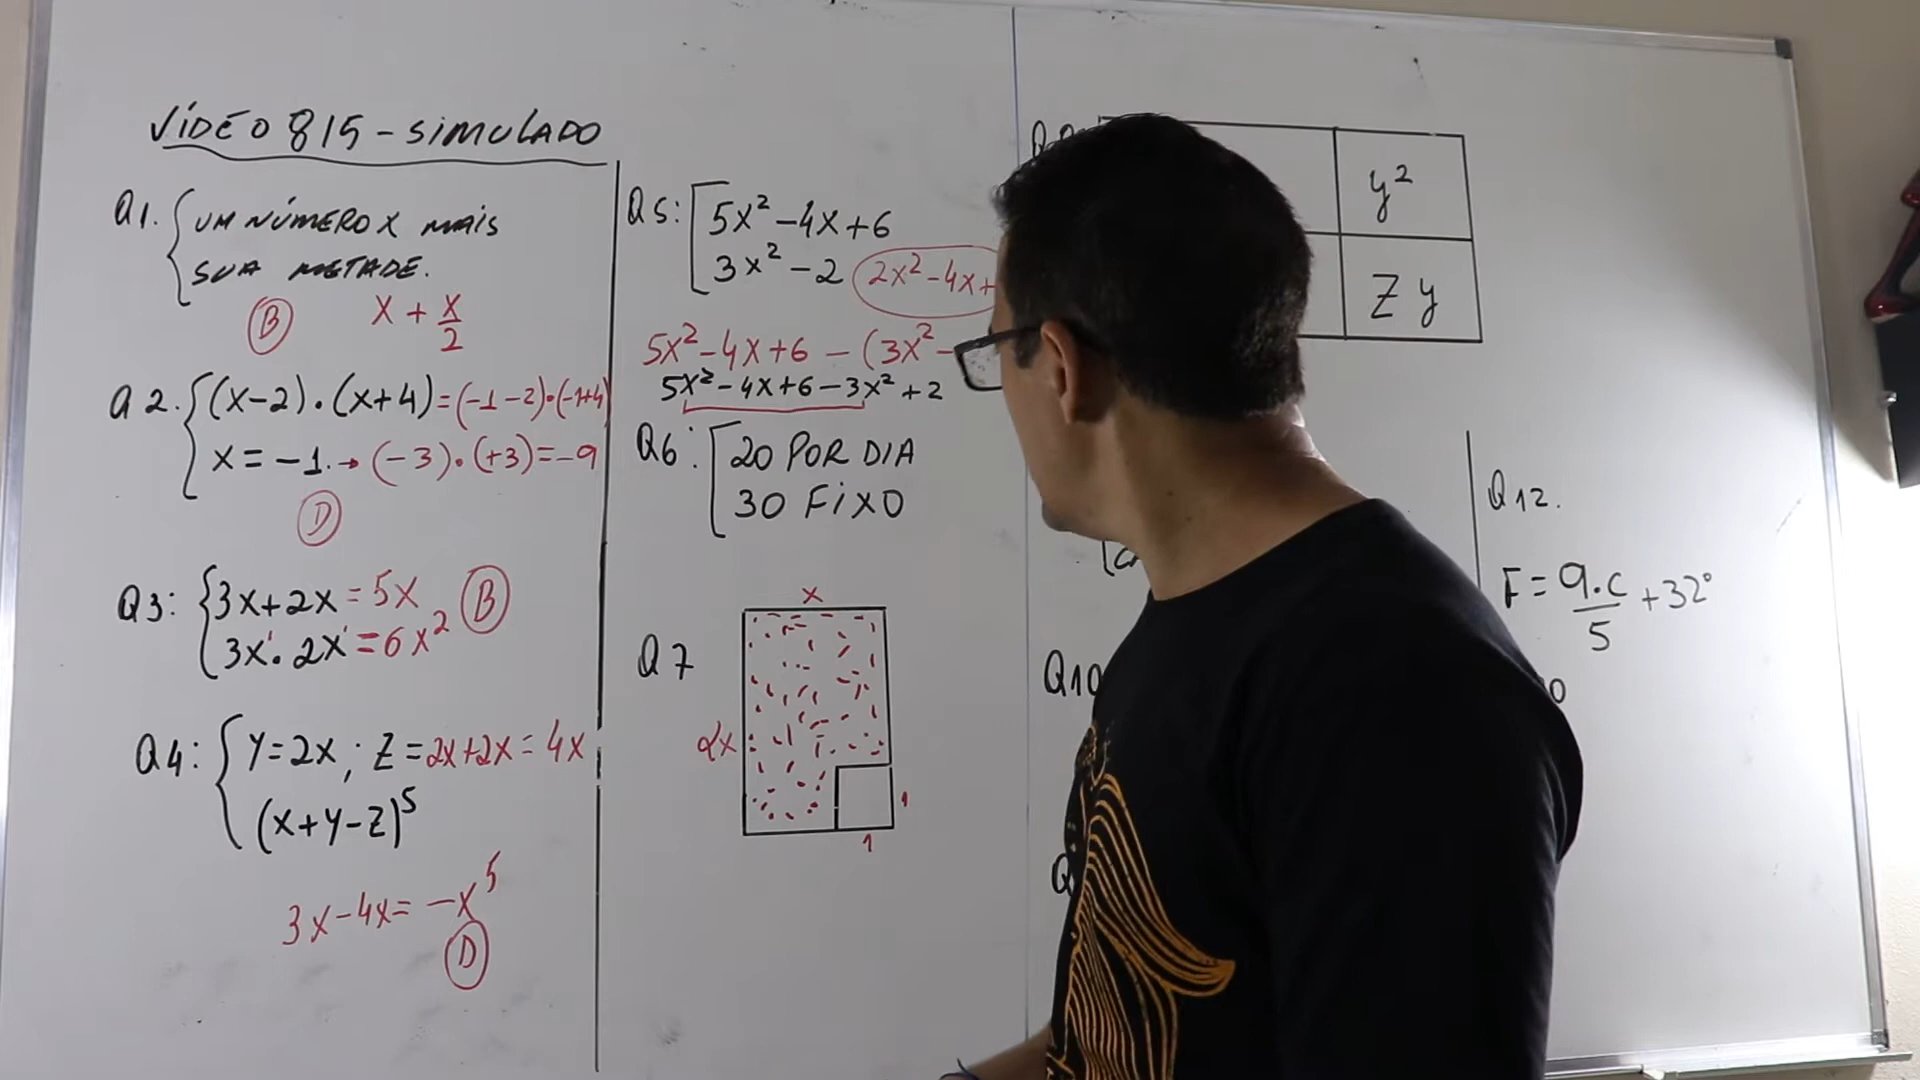 VÍDEO 815 - SIMULADO
Q1. UM NÚMERO X MAIS
SUA METADE.
B X + X/2
Q2. (X-2).(X+4)=(-1-2).(-1+4)
X=-1.→(-3).(+3)=-9
D
Q3: 3X+2X=5X B
3X¹.2X¹=6X²
Q4: Y=2X; Z=2X+2X=4X
(X+Y-Z)⁵
3X-4X=-X⁵
D
Q5: 5X²-4X+6
3X²-2 2X²-4X+
5X²-4X+6-(3X²-
5X²-4X+6-3X²+2
Q6: 20 POR DIA
30 FIXO
Q7
X
2X
1
1
y²
Zy
Q10
Q12.
F=9.C/5+32°